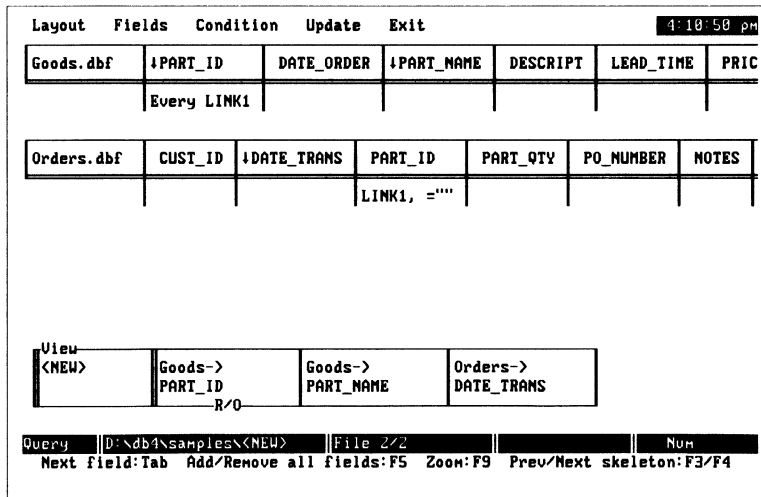 Layout Fields Condition Update Exit 4:10:50 pm
Goods.dbf ↓PART_ID DATE_ORDER ↓PART_NAME DESCRIPT LEAD_TIME PRIC
Every LINK1
Orders.dbf CUST_ID ↓DATE_TRANS PART_ID PART_QTY PO_NUMBER NOTES
LINK1, =""
View
<NEW> Goods-> Goods-> Orders->
PART_ID PART_NAME DATE_TRANS
R/O
Query D:\db4\samples\<NEW> File 2/2 Num
Next field:Tab Add/Remove all fields:F5 Zoom:F9 Prev/Next skeleton:F3/F4